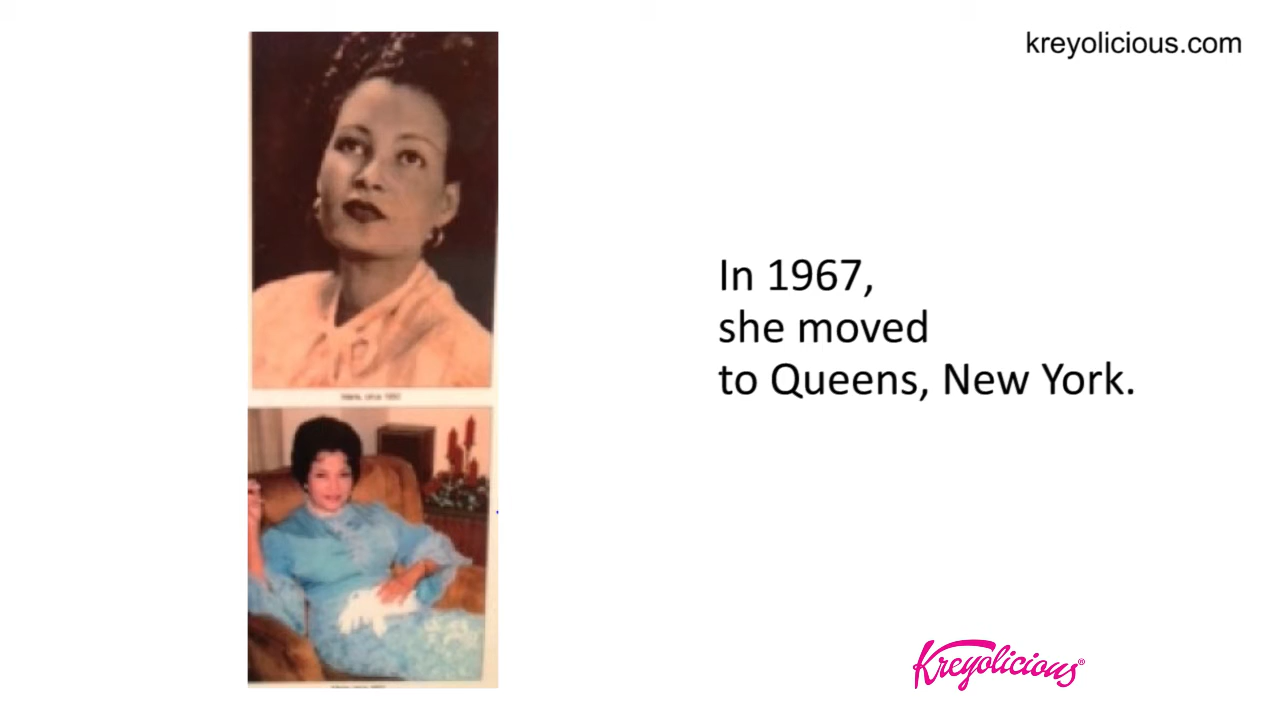 kreyolicious.com
In 1967,
she moved
to Queens, New York.
Kreyolicious®